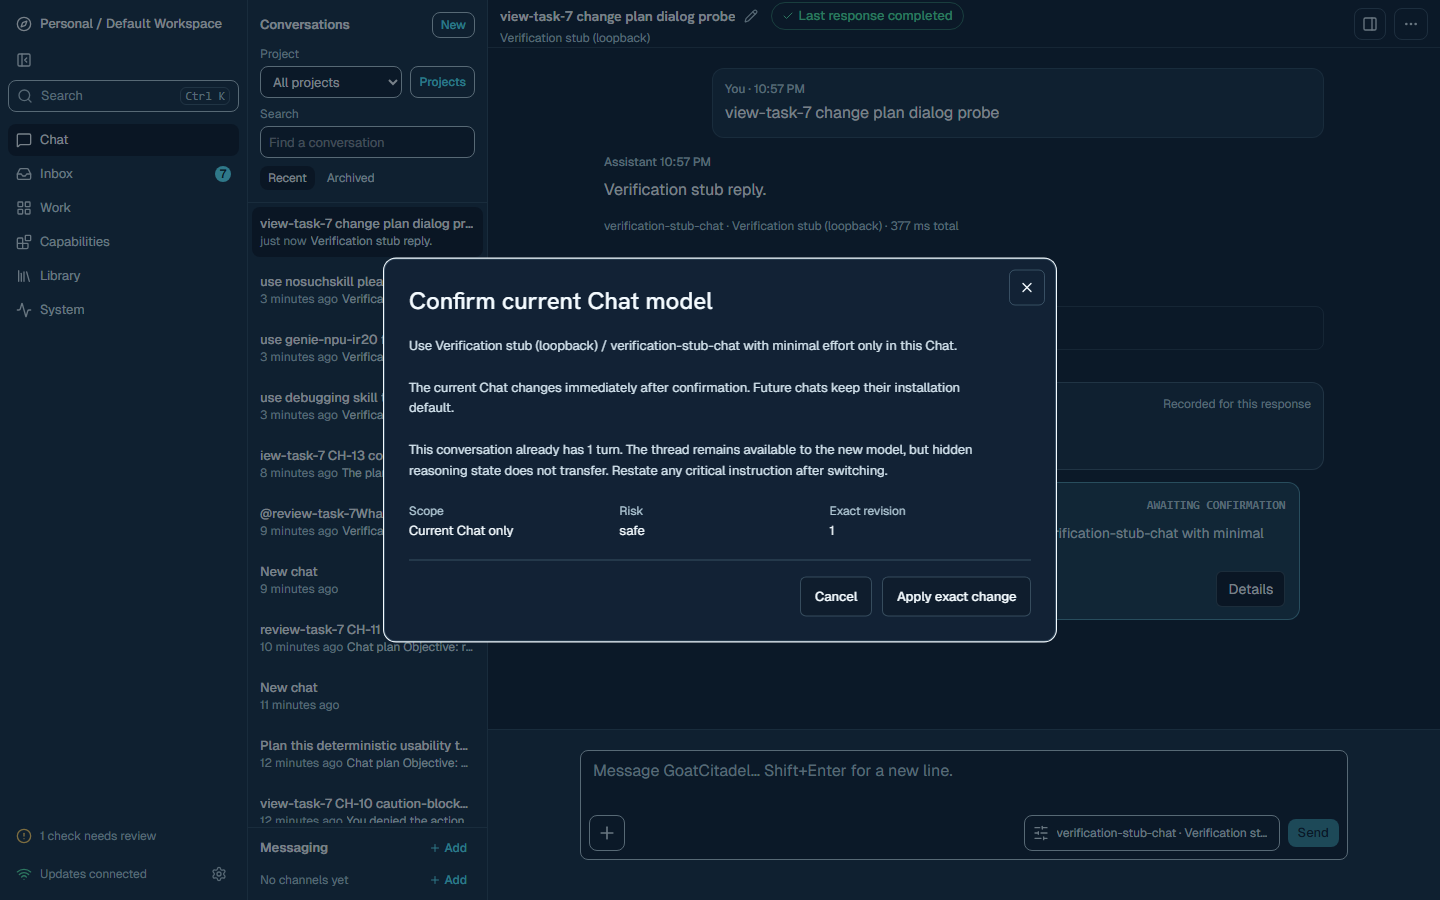 Personal / Default Workspace
Search
Ctrl K
Chat
Inbox
7
Work
Capabilities
Library
System
1 check needs review
Updates connected
Conversations
New
Project
All projects
Projects
Search
Find a conversation
Recent
Archived
view-task-7 change plan dialog pr...
just now Verification stub reply.
use nosuchskill plea
3 minutes ago Verifica
use genie-npu-ir20
3 minutes ago Verifica
use debugging skill
3 minutes ago Verifica
iew-task-7 CH-13 co
8 minutes ago The pla
@review-task-7Wha
9 minutes ago Verifica
New chat
9 minutes ago
review-task-7 CH-11
10 minutes ago Chat plan Objective: r...
New chat
11 minutes ago
Plan this deterministic usability t...
12 minutes ago Chat plan Objective: ...
view-task-7 CH-10 caution-block...
12 minutes ago You denied the action
Messaging
+ Add
No channels yet
+ Add
view-task-7 change plan dialog probe
Last response completed
Verification stub (loopback)
You · 10:57 PM
view-task-7 change plan dialog probe
Assistant 10:57 PM
Verification stub reply.
verification-stub-chat · Verification stub (loopback) · 377 ms total
Recorded for this response
AWAITING CONFIRMATION
rification-stub-chat with minimal
Details
Confirm current Chat model
Use Verification stub (loopback) / verification-stub-chat with minimal effort only in this Chat.
The current Chat changes immediately after confirmation. Future chats keep their installation
default.
This conversation already has 1 turn. The thread remains available to the new model, but hidden
reasoning state does not transfer. Restate any critical instruction after switching.
Scope
Current Chat only
Risk
safe
Exact revision
1
Cancel
Apply exact change
Message GoatCitadel... Shift+Enter for a new line.
verification-stub-chat · Verification st...
Send